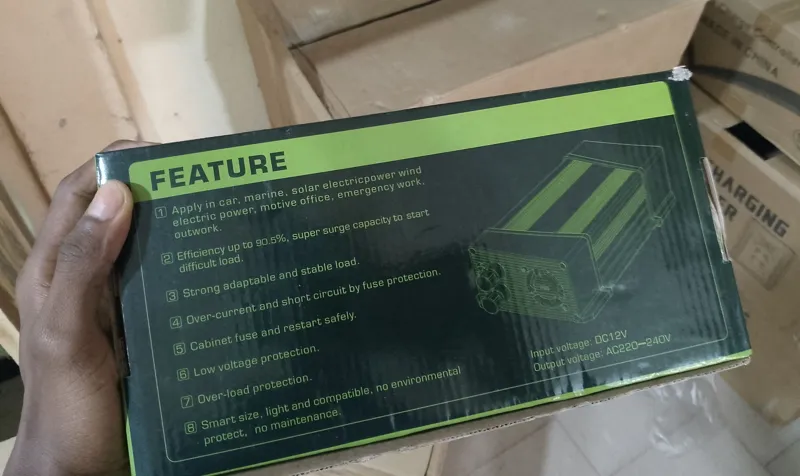 FEATURE
1 Apply in car, marine, solar electricpower wind
electric power, motive office, emergency work,
outwork.
2 Efficiency up to 90.5%, super surge capacity to start
difficult load.
3 Strong adaptable and stable load.
4 Over-current and short circuit by fuse protection.
5 Cabinet fuse and restart safely.
6 Low voltage protection.
7 Over-load protection.
8 Smart size, light and compatible, no environmental
protect, no maintenance.
Input voltage: DC12V
Output voltage: AC220-240V
Controller
MADE IN CHINA
CHARGING